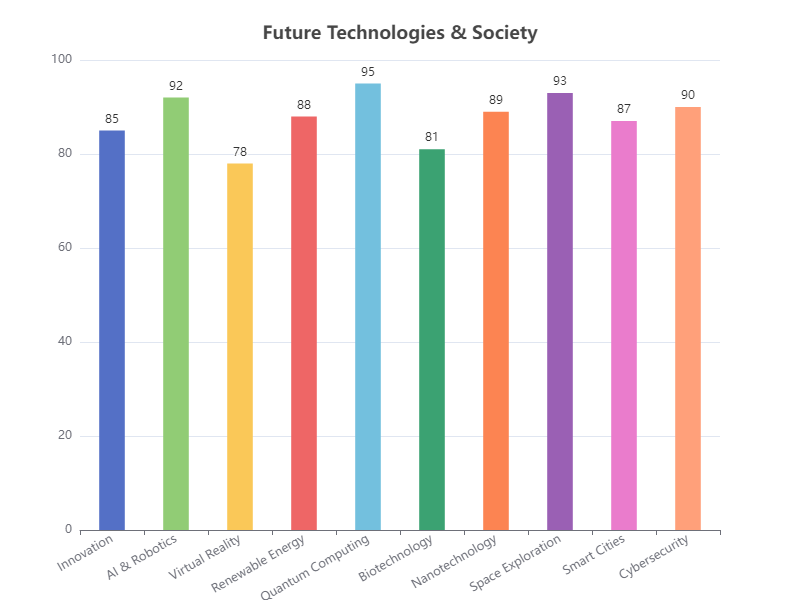 Future Technologies & Society
100
80
60
40
20
0
85
92
78
88
95
81
89
93
87
90
Innovation
AI & Robotics
Virtual Reality
Renewable Energy
Quantum Computing
Biotechnology
Nanotechnology
Space Exploration
Smart Cities
Cybersecurity